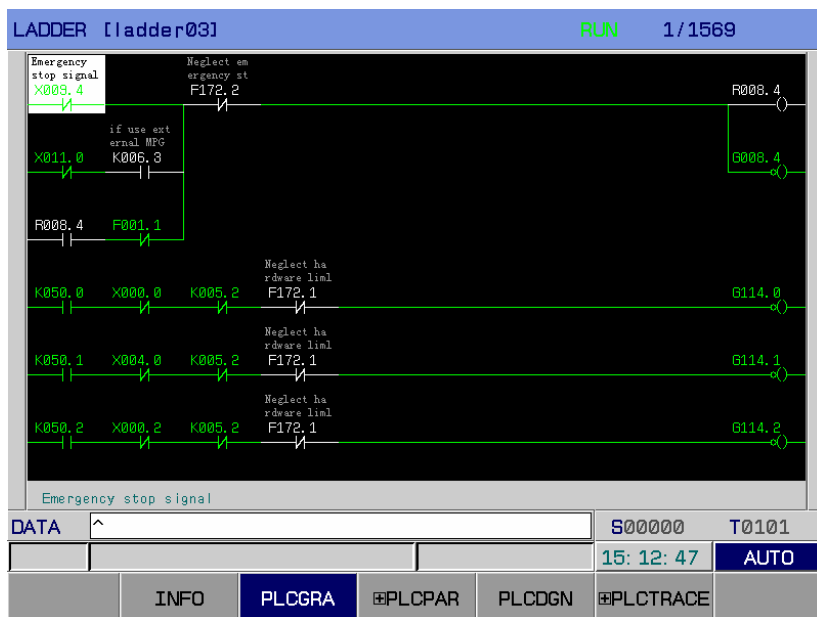 LADDER [ladder03] RUN 1/1569
Emergency Neglect em
stop signal ergency st
X009.4 F172.2 R008.4
if use ext
ernal MPG
X011.0 K006.3 G008.4
R008.4 F001.1
Neglect ha
rdware liml
K050.0 X000.0 K005.2 F172.1 G114.0
Neglect ha
rdware liml
K050.1 X004.0 K005.2 F172.1 G114.1
Neglect ha
rdware liml
K050.2 X000.2 K005.2 F172.1 G114.2
Emergency stop signal
DATA ^ S00000 T0101
15:12:47 AUTO
INFO PLCGRA ⊞PLCPAR PLCDGN ⊞PLCTRACE